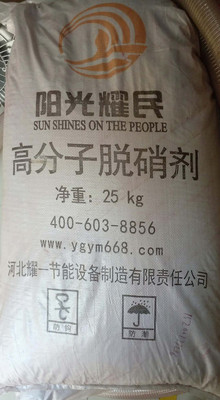 阳光耀民
SUN SHINES ON THE PEOPLE
高分子脱硝剂
净重：25 kg
400-603-8856
www.ygym668.com
河北耀一节能设备制造有限责任公司
防潮